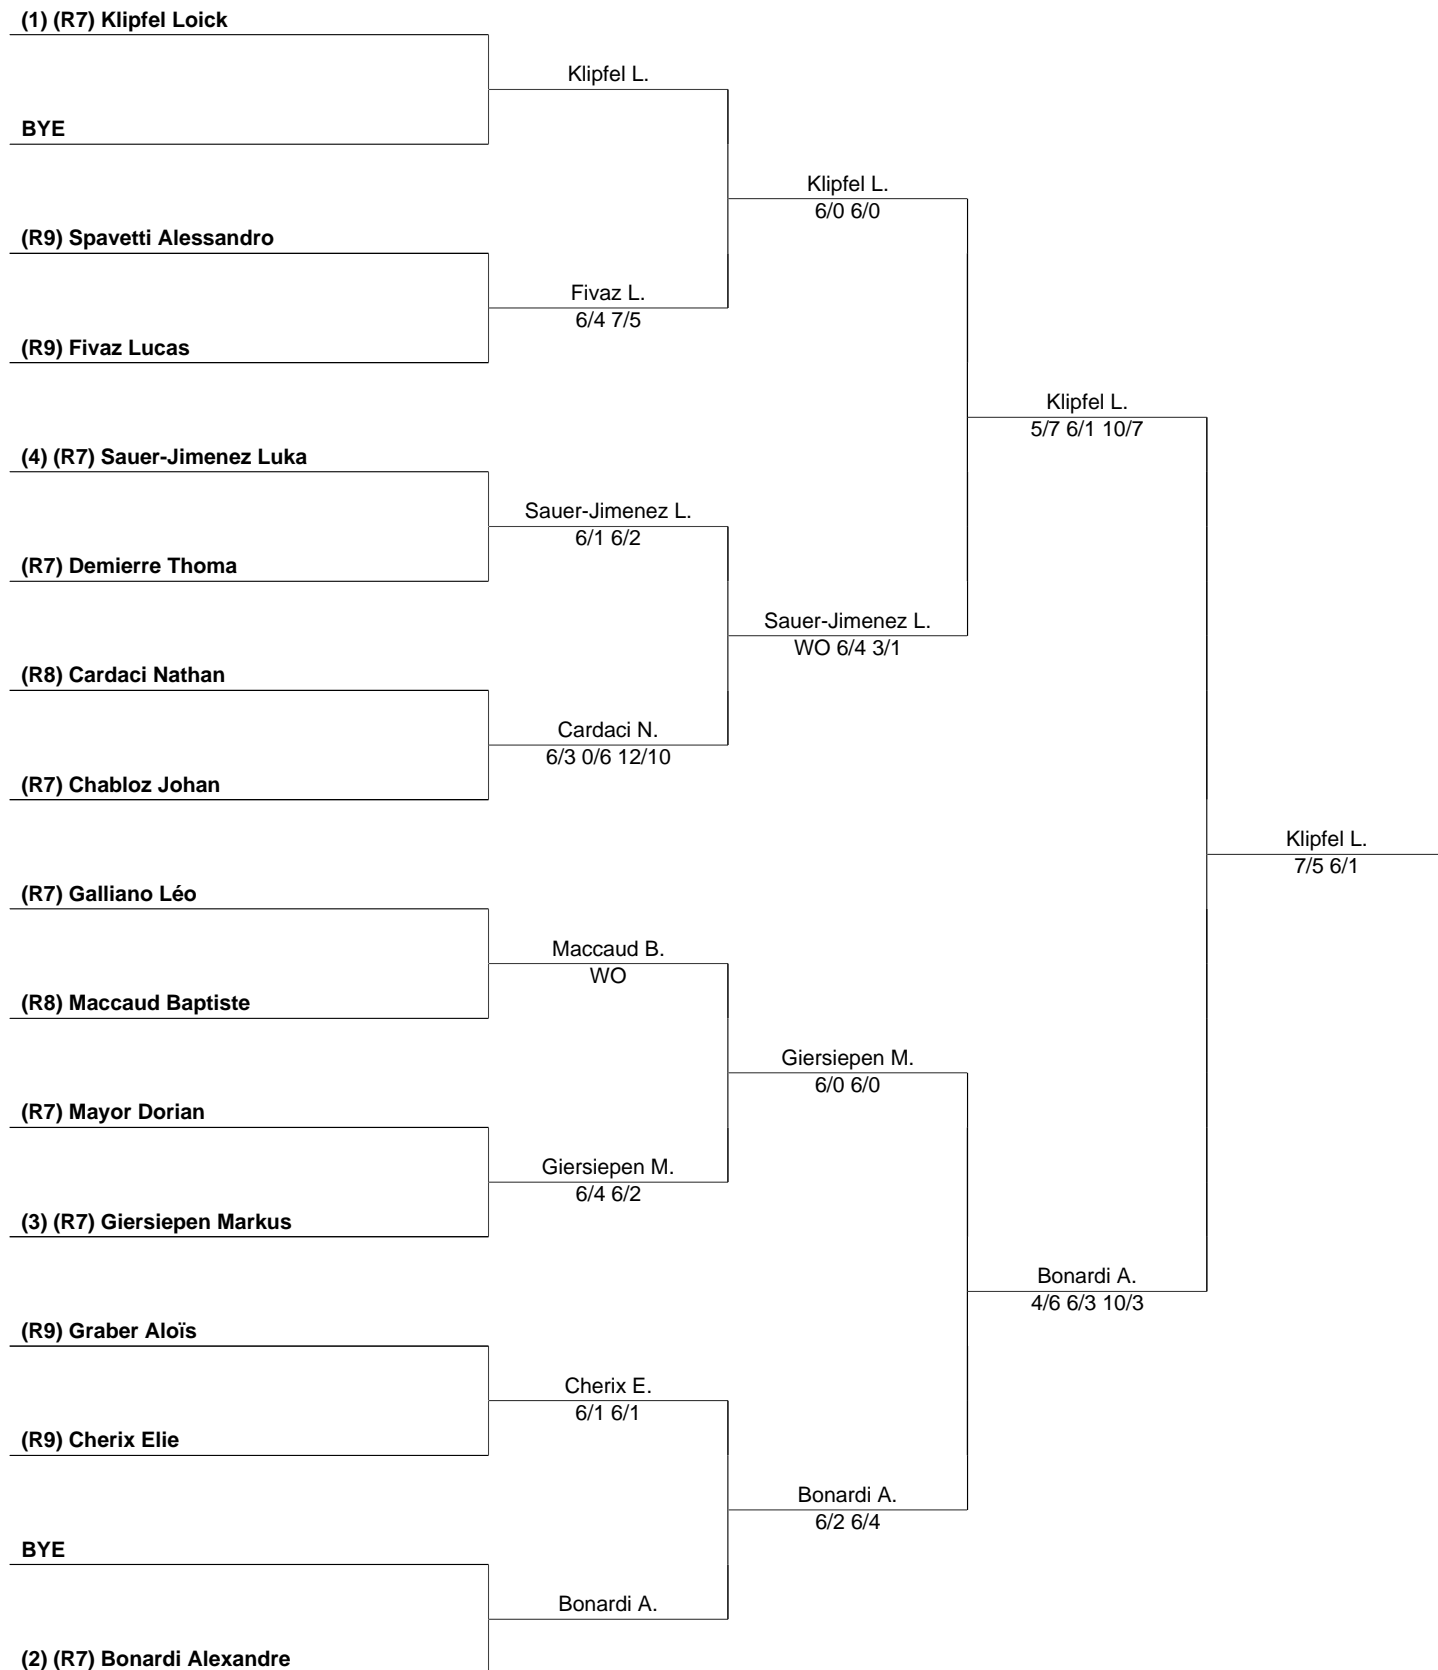 (1) (R7) Klipfel Loick
Klipfel L.
BYE
Klipfel L.
6/0 6/0
(R9) Spavetti Alessandro
Fivaz L.
6/4 7/5
(R9) Fivaz Lucas
Klipfel L.
5/7 6/1 10/7
(4) (R7) Sauer-Jimenez Luka
Sauer-Jimenez L.
6/1 6/2
(R7) Demierre Thoma
Sauer-Jimenez L.
WO 6/4 3/1
(R8) Cardaci Nathan
Cardaci N.
6/3 0/6 12/10
(R7) Chabloz Johan
Klipfel L.
7/5 6/1
(R7) Galliano Léo
Maccaud B.
WO
(R8) Maccaud Baptiste
Giersiepen M.
6/0 6/0
(R7) Mayor Dorian
Giersiepen M.
6/4 6/2
(3) (R7) Giersiepen Markus
Bonardi A.
4/6 6/3 10/3
(R9) Graber Aloïs
Cherix E.
6/1 6/1
(R9) Cherix Elie
Bonardi A.
6/2 6/4
BYE
Bonardi A.
(2) (R7) Bonardi Alexandre